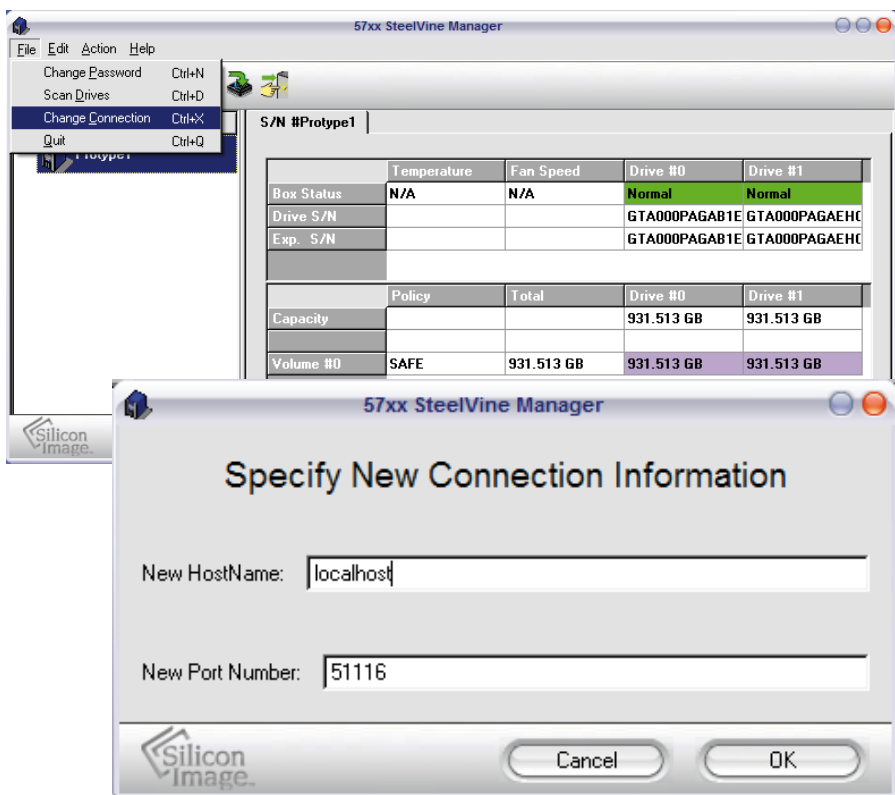 57xx SteelVine Manager
File Edit Action Help
Change Password Ctrl+N
Scan Drives Ctrl+D
Change Connection Ctrl+X
Quit Ctrl+Q
Protype1
S/N #Protype1
Temperature Fan Speed Drive #0 Drive #1
Box Status N/A N/A Normal Normal
Drive S/N GTA000PAGAB1E GTA000PAGAEH
Exp. S/N GTA000PAGAB1E GTA000PAGAEH
Policy Total Drive #0 Drive #1
Capacity 931.513 GB 931.513 GB
Volume #0 SAFE 931.513 GB 931.513 GB 931.513 GB
Silicon
Image
57xx SteelVine Manager
Specify New Connection Information
New HostName: localhost
New Port Number: 51116
Silicon
Image
Cancel OK